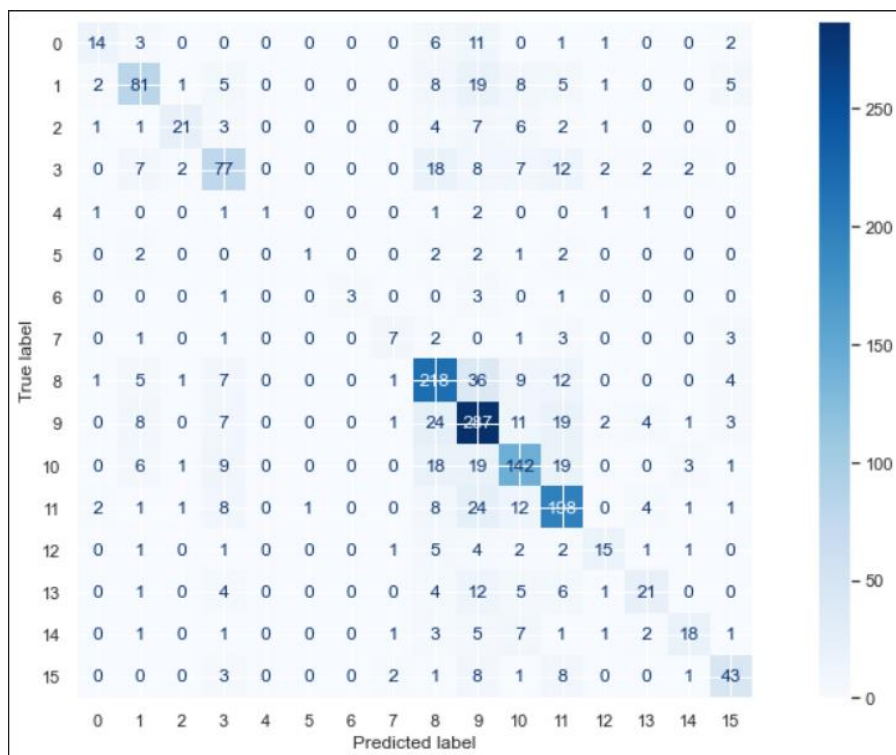 0 14 3 0 0 0 0 0 0 6 11 0 1 1 0 0 2
1 2 81 1 5 0 0 0 0 8 19 8 5 1 0 0 5
2 1 1 21 3 0 0 0 0 4 7 6 2 1 0 0 0
3 0 7 2 77 0 0 0 0 18 8 7 12 2 2 2 0
4 1 0 0 1 1 0 0 0 1 2 0 0 1 1 0 0
5 0 2 0 0 0 1 0 0 2 2 1 2 0 0 0 0
6 0 0 0 1 0 0 3 0 0 3 0 1 0 0 0 0
7 0 1 0 1 0 0 0 7 2 0 1 3 0 0 0 3
8 1 5 1 7 0 0 0 1 218 36 9 12 0 0 0 4
9 0 8 0 7 0 0 0 1 24 287 11 19 2 4 1 3
10 0 6 1 9 0 0 0 0 18 19 142 19 0 0 3 1
11 2 1 1 8 0 1 0 0 8 24 12 198 0 4 1 1
12 0 1 0 1 0 0 0 1 5 4 2 2 15 1 1 0
13 0 1 0 4 0 0 0 0 4 12 5 6 1 21 0 0
14 0 1 0 1 0 0 0 1 3 5 7 1 1 2 18 1
15 0 0 0 3 0 0 0 2 1 8 1 8 0 0 1 43
0 1 2 3 4 5 6 7 8 9 10 11 12 13 14 15
Predicted label
True label
250
200
150
100
50
0